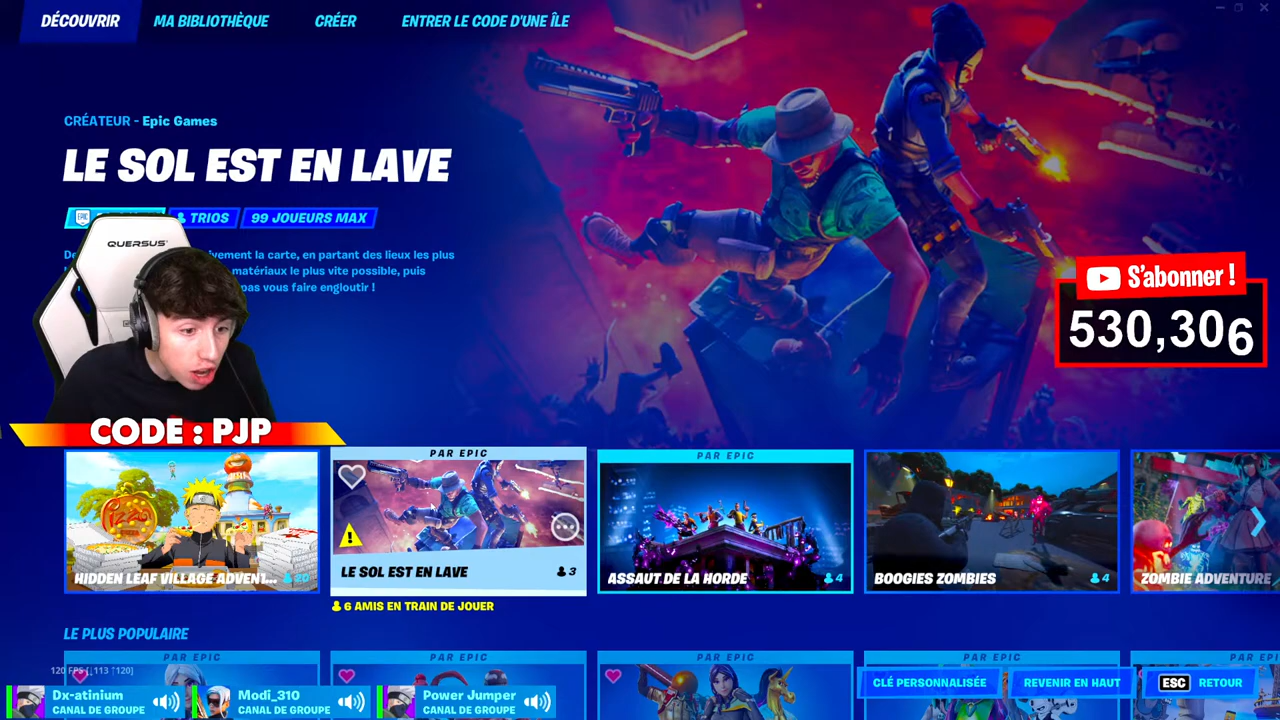 DÉCOUVRIR MA BIBLIOTHÈQUE CRÉER ENTRER LE CODE D'UNE ÎLE
CRÉATEUR - Epic Games
LE SOL EST EN LAVE
EPIC TRIOS 99 JOUEURS MAX
la carte, en partant des lieux les plus
matériaux le plus vite possible, puis
pas vous faire engloutir !
QUERSUS
S'abonner !
530,306
CODE : PJP
PAR EPIC PAR EPIC
HIDDEN LEAF VILLAGE ADVEN1... 20
LE SOL EST EN LAVE 3
ASSAUT DE LA HORDE 4
BOOGIES ZOMBIES 4
ZOMBIE ADVENTURE
6 AMIS EN TRAIN DE JOUER
LE PLUS POPULAIRE
PAR EPIC PAR EPIC PAR EPIC PAR EPIC PAR EPI
120 FPS [↓113 ↑120]
Dx-atinium
CANAL DE GROUPE
Modi_310
CANAL DE GROUPE
Power Jumper
CANAL DE GROUPE
CLÉ PERSONNALISÉE REVENIR EN HAUT ESC RETOUR